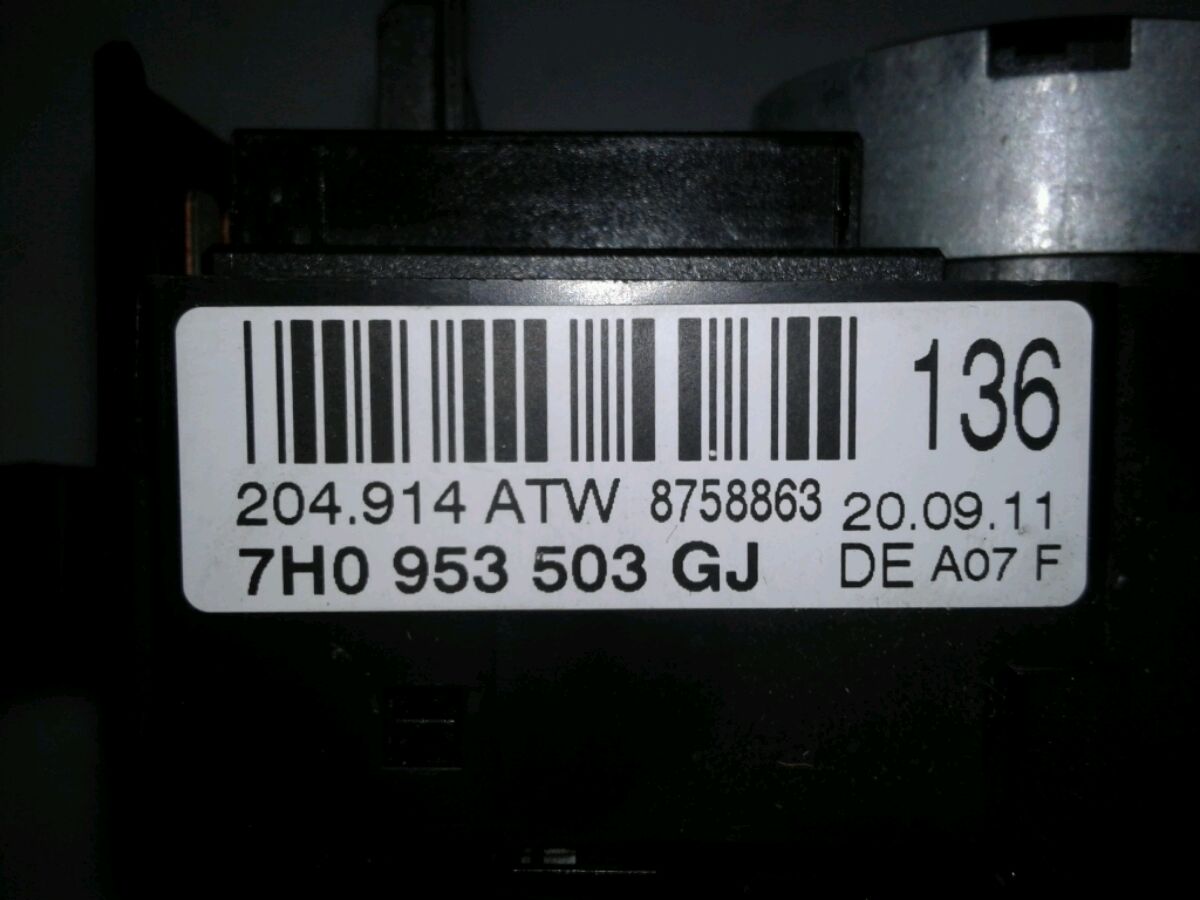 136
204.914 ATW 8758863 20.09.11
7H0 953 503 GJ DE A07 F